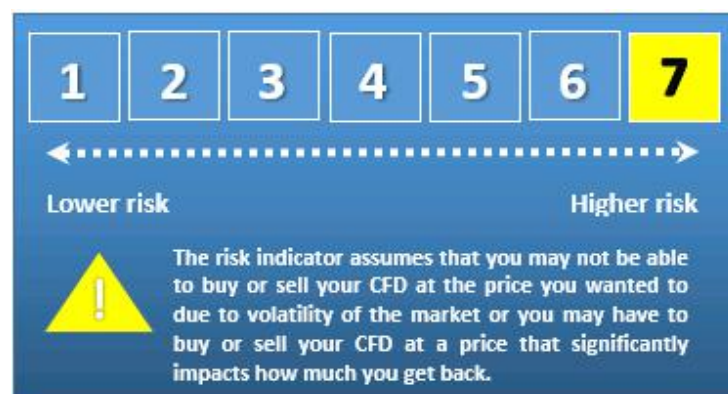 1 2 3 4 5 6 7
Lower risk Higher risk
!
The risk indicator assumes that you may not be able
to buy or sell your CFD at the price you wanted to
due to volatility of the market or you may have to
buy or sell your CFD at a price that significantly
impacts how much you get back.